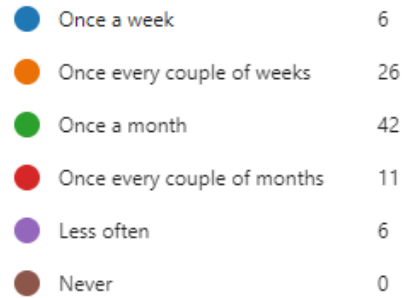 Once a week 6
Once every couple of weeks 26
Once a month 42
Once every couple of months 11
Less often 6
Never 0